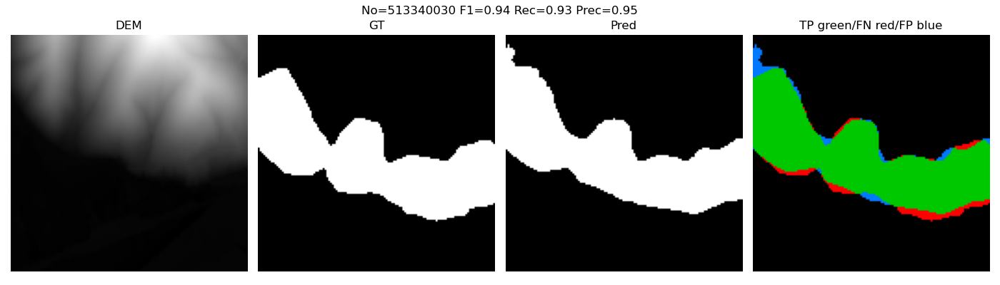 No=513340030 F1=0.94 Rec=0.93 Prec=0.95
DEM
GT
Pred
TP green/FN red/FP blue